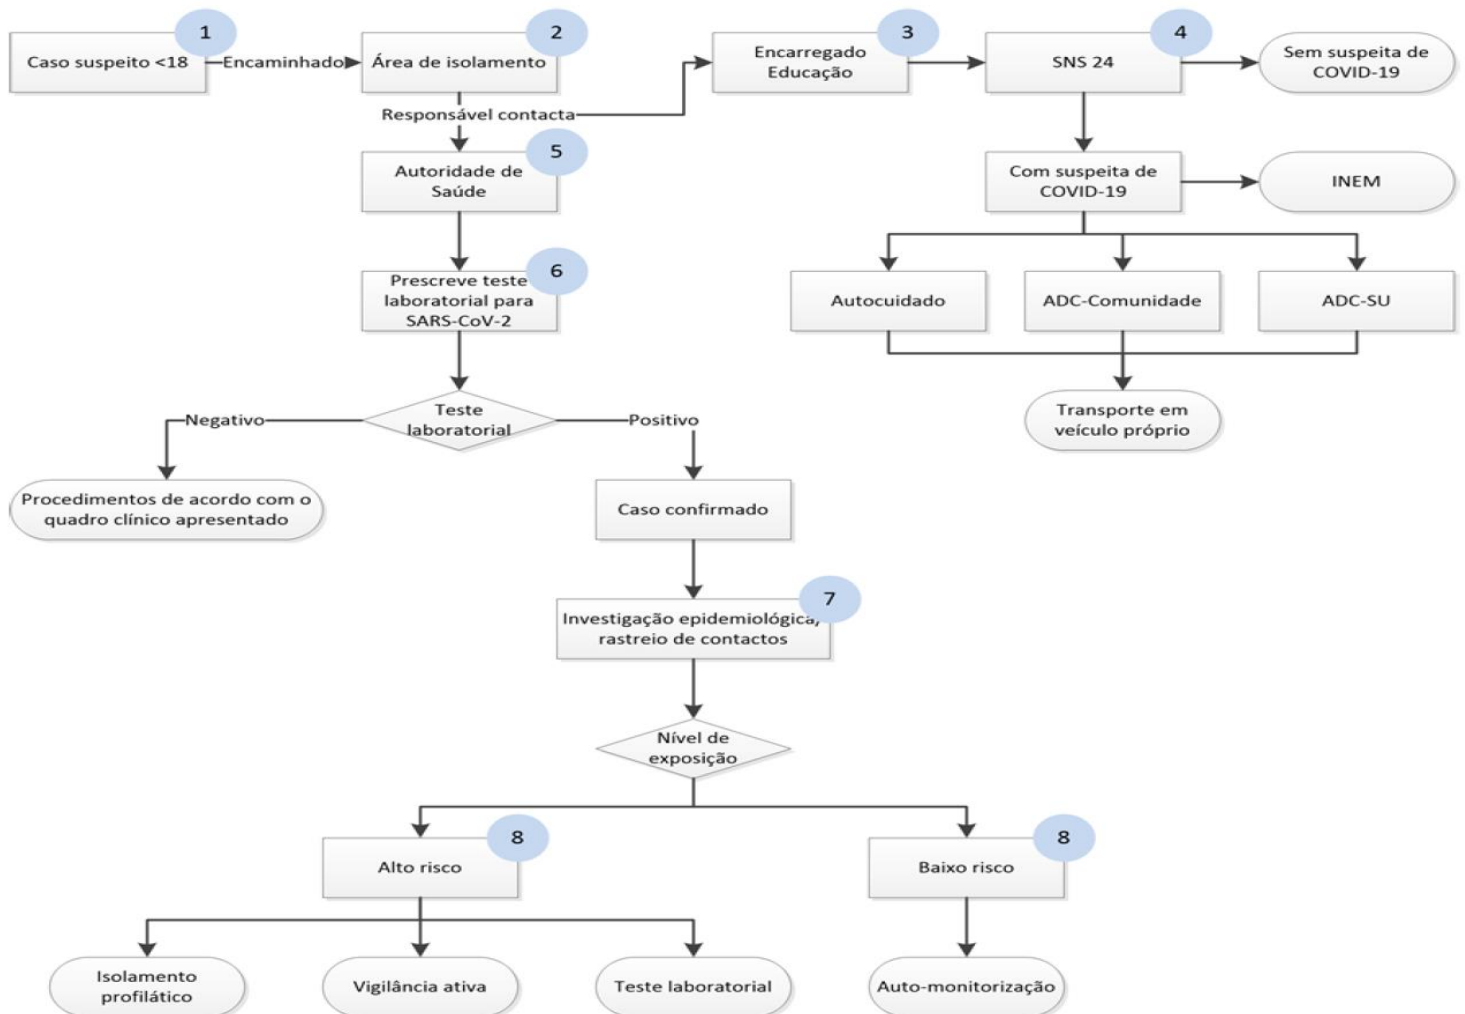 1
Caso suspeito <18
Encaminhado
2
Área de isolamento
3
Encarregado
Educação
4
SNS 24
Sem suspeita de
COVID-19
Responsável contacta
5
Autoridade de
Saúde
Com suspeita de
COVID-19
INEM
6
Prescreve teste
laboratorial para
SARS-CoV-2
Autocuidado
ADC-Comunidade
ADC-SU
Negativo
Teste
laboratorial
Positivo
Transporte em
veículo próprio
Procedimentos de acordo com o
quadro clínico apresentado
Caso confirmado
7
Investigação epidemiológica/
rastreio de contactos
Nível de
exposição
8
Alto risco
8
Baixo risco
Isolamento
profilático
Vigilância ativa
Teste laboratorial
Auto-monitorização